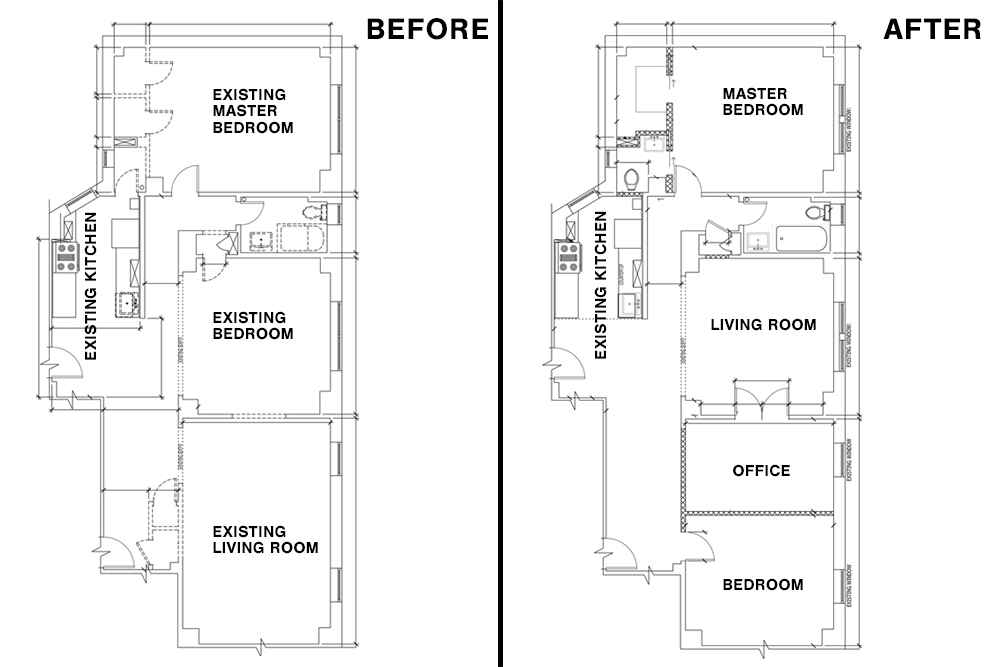 BEFORE
EXISTING
MASTER
BEDROOM
EXISTING KITCHEN
EXISTING
BEDROOM
EXISTING
LIVING ROOM
AFTER
MASTER
BEDROOM
EXISTING WINDOW
EXISTING KITCHEN
COUNTERTOP
LIVING ROOM
EXISTING WINDOW
OFFICE
EXISTING WINDOW
BEDROOM
EXISTING WINDOW